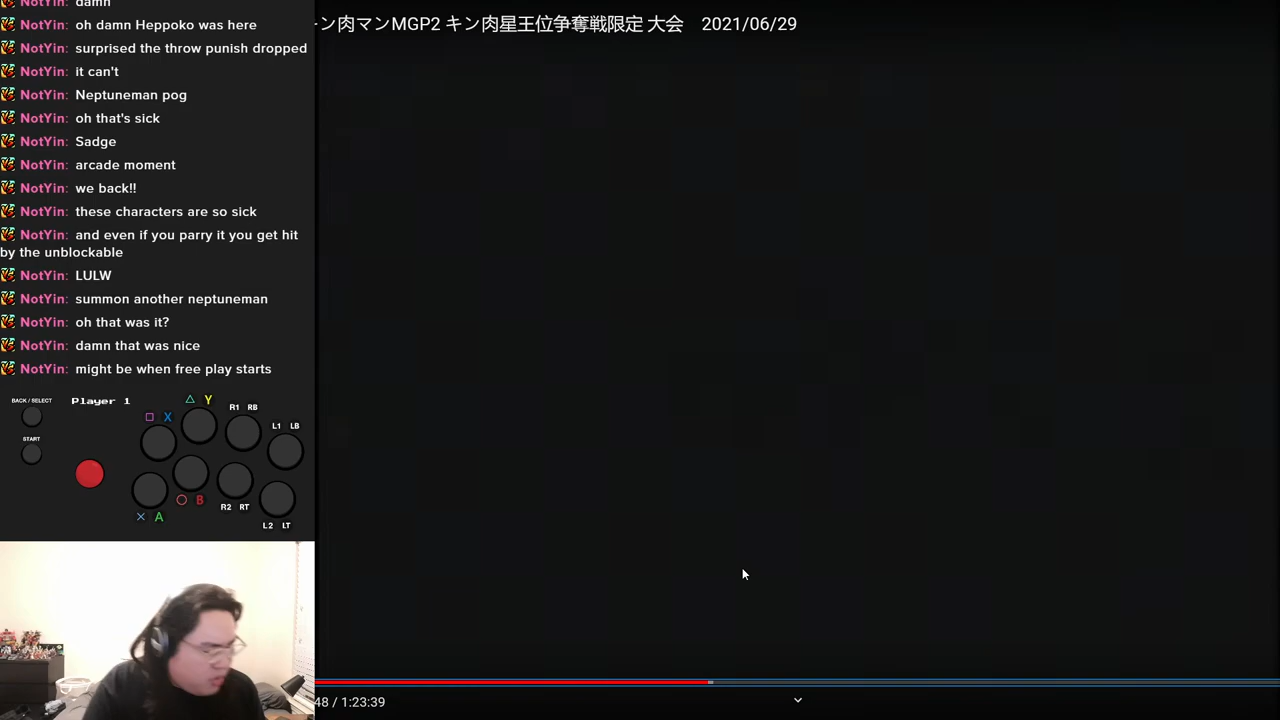 NotYin: damn
NotYin: oh damn Heppoko was here
NotYin: surprised the throw punish dropped
NotYin: it can't
NotYin: Neptuneman pog
NotYin: oh that's sick
NotYin: Sadge
NotYin: arcade moment
NotYin: we back!!
NotYin: these characters are so sick
NotYin: and even if you parry it you get hit
by the unblockable
NotYin: LULW
NotYin: summon another neptuneman
NotYin: oh that was it?
NotYin: damn that was nice
NotYin: might be when free play starts
ン肉マンMGP2 キン肉星王位争奪戦限定 大会 2021/06/29
BACK / SELECT
Player 1
START
X
Y
R1 RB
L1 LB
A
B
R2 RT
L2 LT
48 / 1:23:39